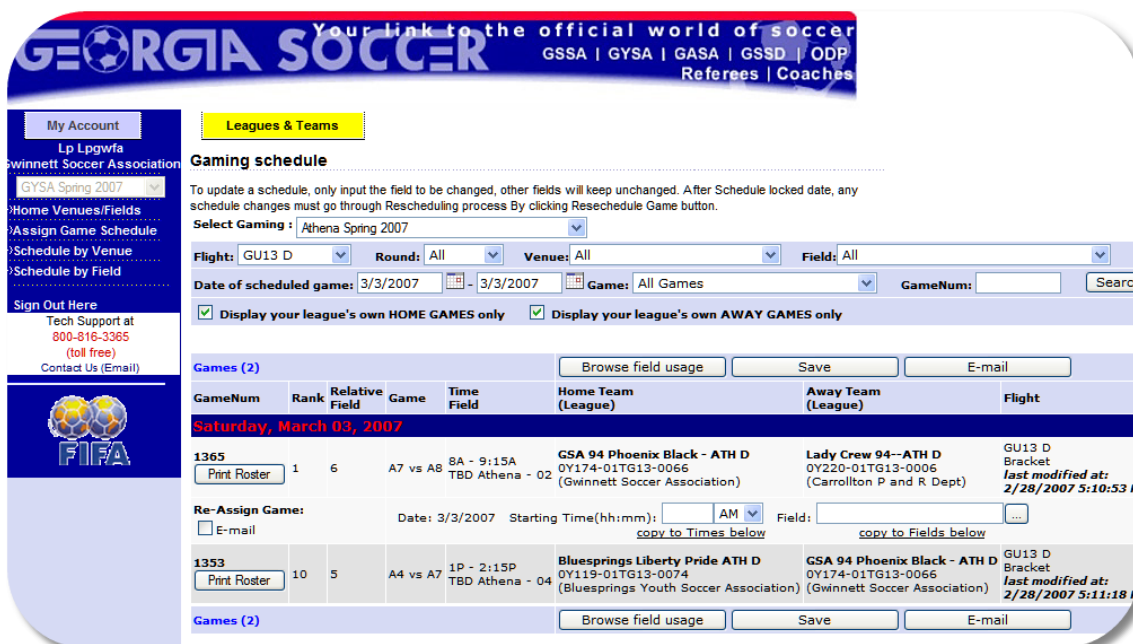 Your link to the official world of soccer
GEORGIA SOCCER
GSSA | GYSA | GASA | GSSD | ODP
Referees | Coaches
My Account
Leagues & Teams
Lp Lpgwfa
Gwinnett Soccer Association
GYSA Spring 2007
Home Venues/Fields
Assign Game Schedule
Schedule by Venue
Schedule by Field
Sign Out Here
Tech Support at
800-816-3365
(toll free)
Contact Us (Email)
FIFA
Gaming schedule
To update a schedule, only input the field to be changed, other fields will keep unchanged. After Schedule locked date, any
schedule changes must go through Rescheduling process By clicking Resechedule Game button.
Select Gaming : Athena Spring 2007
Flight: GU13 D Round: All Venue: All Field: All
Date of scheduled game: 3/3/2007 - 3/3/2007 Game: All Games GameNum: Searc
Display your league's own HOME GAMES only Display your league's own AWAY GAMES only
Games (2) Browse field usage Save E-mail
GameNum Rank Relative Field Game Time Field Home Team (League) Away Team (League) Flight
Saturday, March 03, 2007
1365 Print Roster 1 6 A7 vs A8 8A - 9:15A TBD Athena - 02 GSA 94 Phoenix Black - ATH D 0Y174-01TG13-0066 (Gwinnett Soccer Association) Lady Crew 94--ATH D 0Y220-01TG13-0006 (Carrollton P and R Dept) GU13 D Bracket last modified at: 2/28/2007 5:10:53
Re-Assign Game: E-mail Date: 3/3/2007 Starting Time(hh:mm): AM Field: ...
copy to Times below copy to Fields below
1353 Print Roster 10 5 A4 vs A7 1P - 2:15P TBD Athena - 04 Bluesprings Liberty Pride ATH D 0Y119-01TG13-0074 (Bluesprings Youth Soccer Association) GSA 94 Phoenix Black - ATH D 0Y174-01TG13-0066 (Gwinnett Soccer Association) GU13 D Bracket last modified at: 2/28/2007 5:11:18
Games (2) Browse field usage Save E-mail